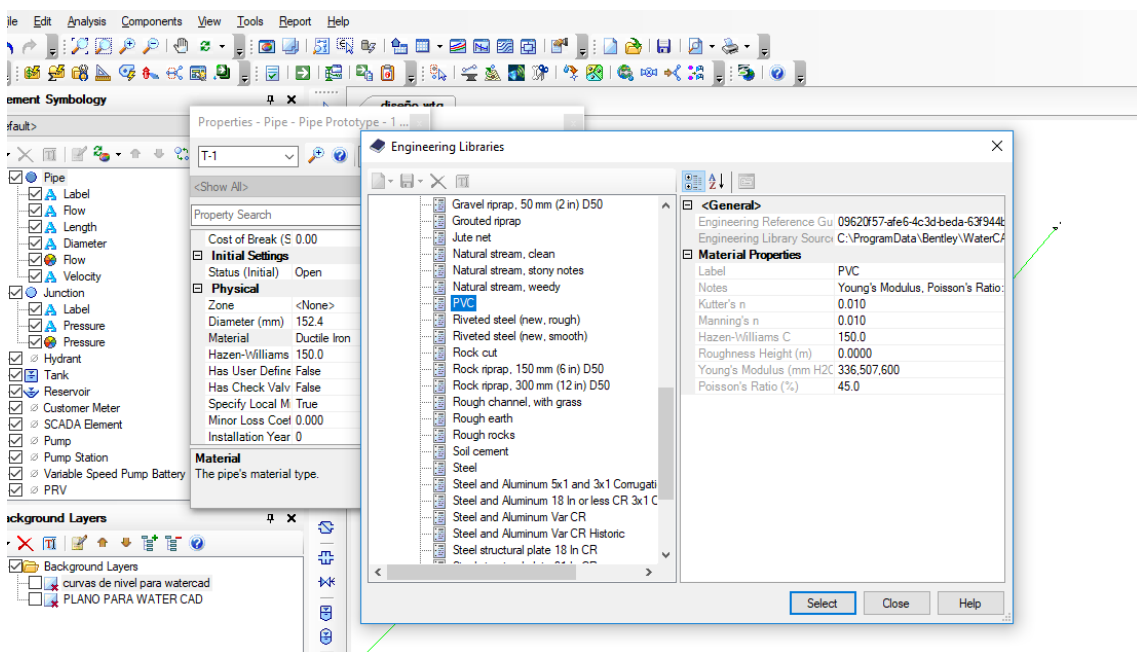 ile Edit Analysis Components View Tools Report Help
ement Symbology
efault>
Pipe
Label
Flow
Length
Diameter
Flow
Velocity
Junction
Label
Pressure
Pressure
Hydrant
Tank
Reservoir
Customer Meter
SCADA Element
Pump
Pump Station
Variable Speed Pump Battery
PRV
ackground Layers
Background Layers
curvas de nivel para watercad
PLANO PARA WATER CAD
diseño.wtg
Properties - Pipe - Pipe Prototype - 1 ...
T-1
<Show All>
Property Search
Cost of Break (S 0.00
Initial Settings
Status (Initial) Open
Physical
Zone <None>
Diameter (mm) 152.4
Material Ductile Iron
Hazen-Williams 150.0
Has User Define False
Has Check Valv False
Specify Local Mi True
Minor Loss Coef 0.000
Installation Year 0
Material
The pipe's material type.
Engineering Libraries
Gravel riprap, 50 mm (2 in) D50
Grouted riprap
Jute net
Natural stream, clean
Natural stream, stony notes
Natural stream, weedy
PVC
Riveted steel (new, rough)
Riveted steel (new, smooth)
Rock cut
Rock riprap, 150 mm (6 in) D50
Rock riprap, 300 mm (12 in) D50
Rough channel, with grass
Rough earth
Rough rocks
Soil cement
Steel
Steel and Aluminum 5x1 and 3x1 Corrugati
Steel and Aluminum 18 In or less CR 3x1 C
Steel and Aluminum Var CR
Steel and Aluminum Var CR Historic
Steel structural plate 18 In CR
<General>
Engineering Reference Gu 09620f57-afe6-4c3d-beda-63f944b
Engineering Library Sourc C:\ProgramData\Bentley\WaterCA
Material Properties
Label PVC
Notes Young's Modulus, Poisson's Ratio:
Kutter's n 0.010
Manning's n 0.010
Hazen-Williams C 150.0
Roughness Height (m) 0.0000
Young's Modulus (mm H2O 336,507,600
Poisson's Ratio (%) 45.0
Select Close Help